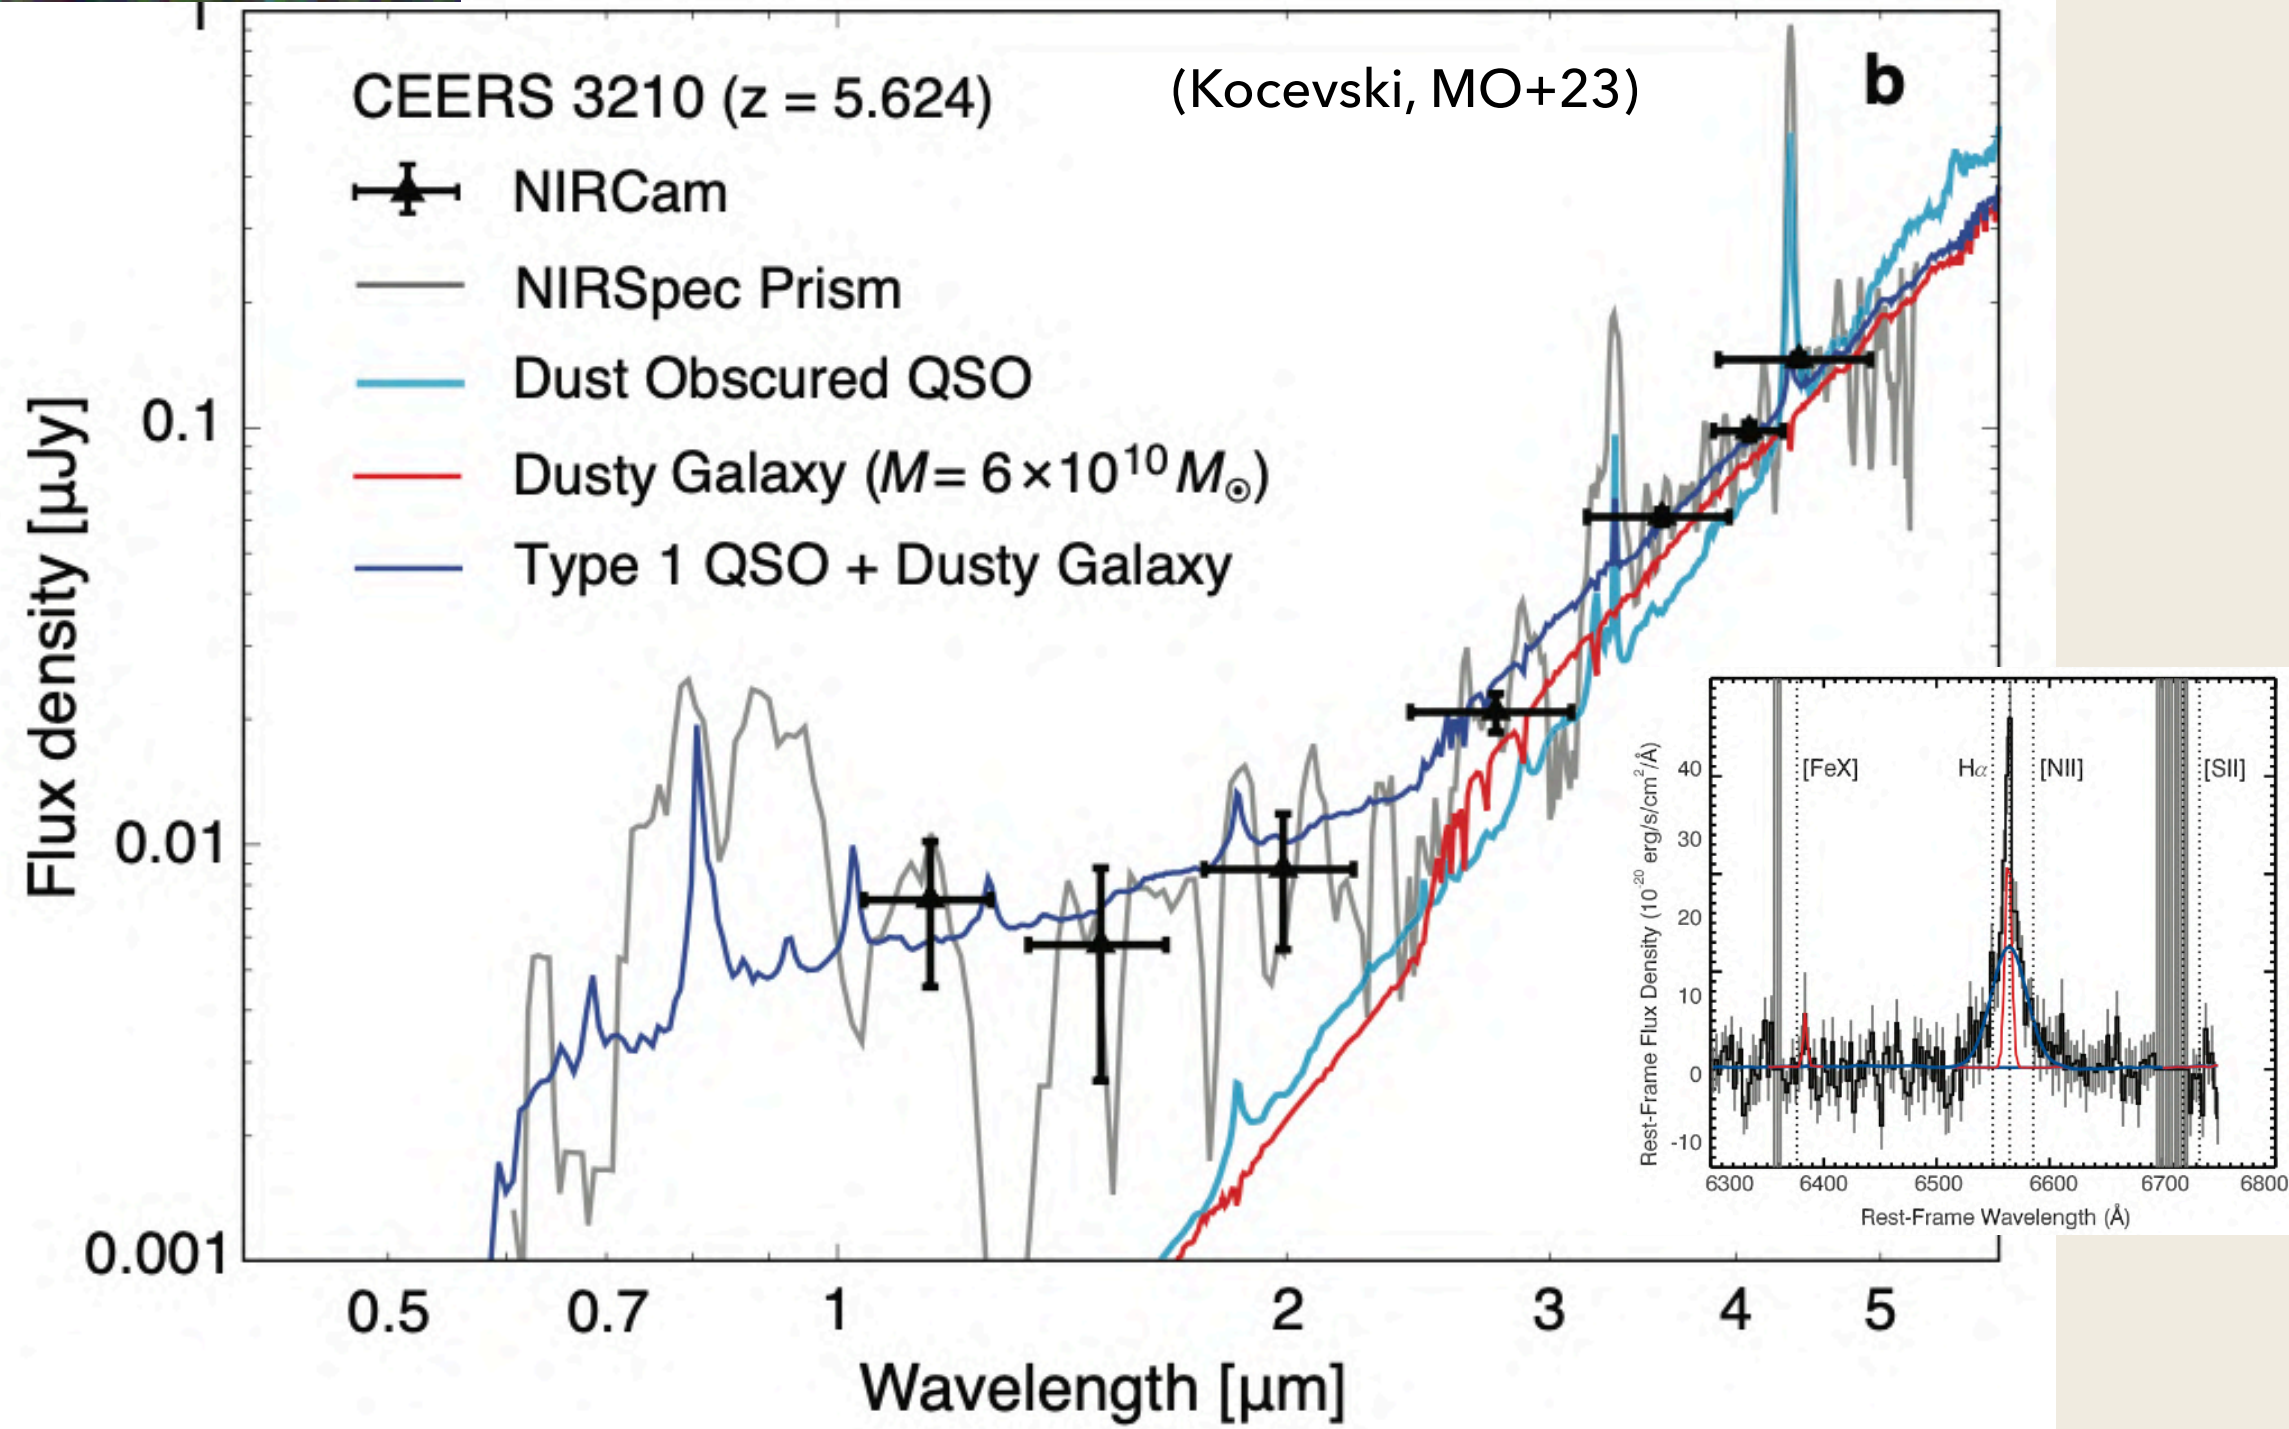 1
CEERS 3210 (z = 5.624)
(Kocevski, MO+23)
b
NIRCam
NIRSpec Prism
Dust Obscured QSO
Dusty Galaxy (M= 6×10¹⁰ M☉)
Type 1 QSO + Dusty Galaxy
Flux density [μJy]
0.1
0.01
0.001
0.5 0.7 1 2 3 4 5
Wavelength [μm]
Rest-Frame Flux Density (10⁻²⁰ erg/s/cm²/Å)
40
30
20
10
0
-10
[FeX] Hα [NII] [SII]
6300 6400 6500 6600 6700 6800
Rest-Frame Wavelength (Å)